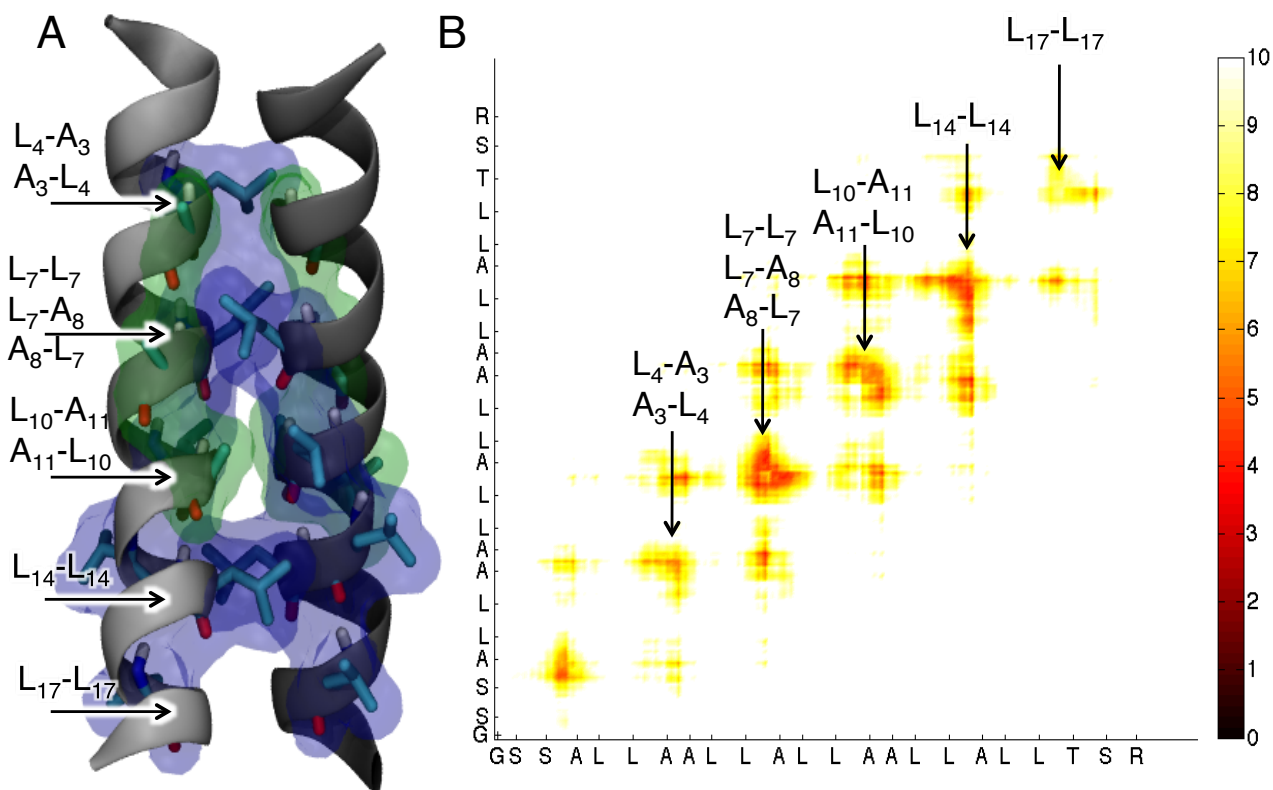 A
L4-A3
A3-L4
L7-L7
L7-A8
A8-L7
L10-A11
A11-L10
L14-L14
L17-L17
B
L17-L17
L14-L14
L10-A11
A11-L10
L7-L7
L7-A8
A8-L7
L4-A3
A3-L4
R
S
T
L
L
A
L
L
A
A
L
L
A
L
L
A
A
L
L
A
S
S
G
G S S A L L A A L L A L L A A L L A L L T S R
10
9
8
7
6
5
4
3
2
1
0